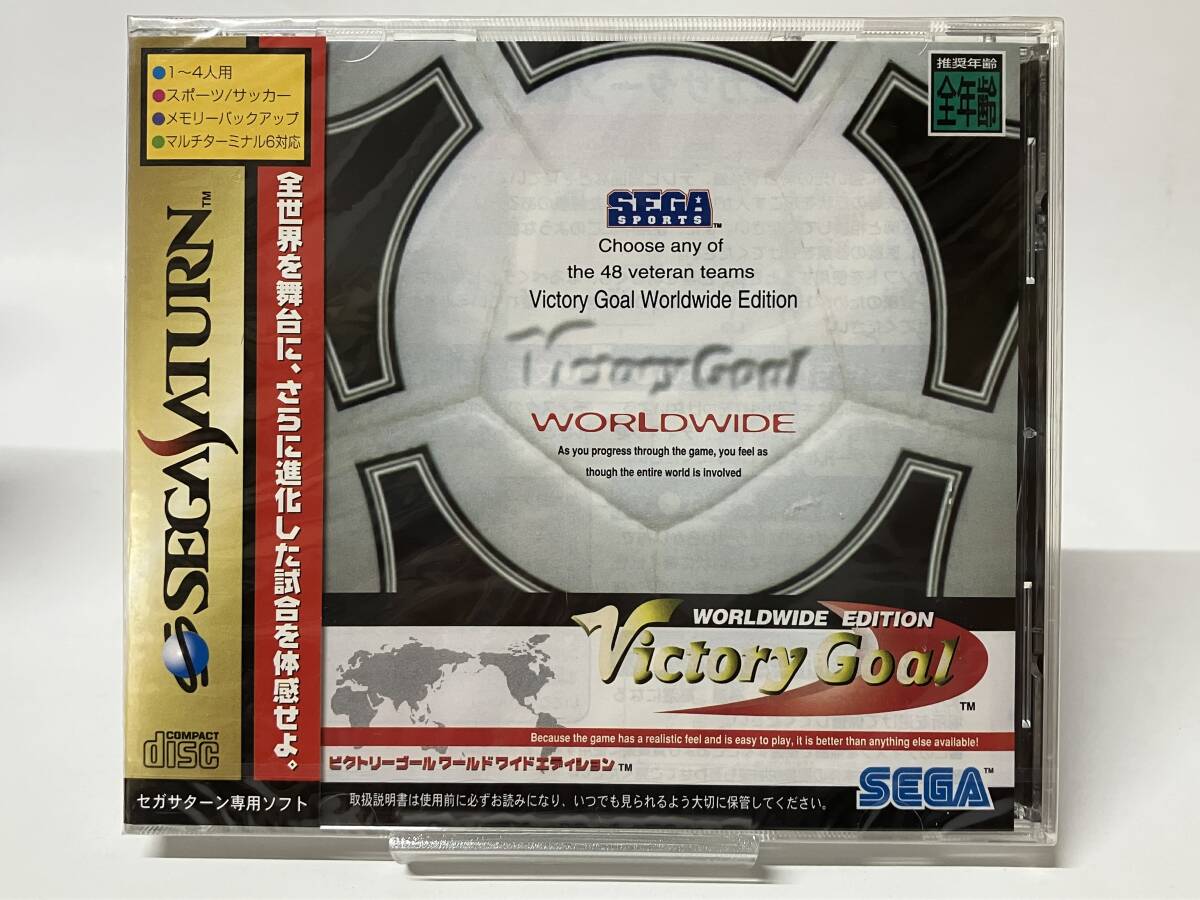 ●1〜4人用
●スポーツ/サッカー
●メモリーバックアップ
●マルチターミナル6対応
SEGA SATURN™
全世界を舞台に、さらに進化した試合を体感せよ。
COMPACT
disc
セガサターン専用ソフト
推奨年齢
全年齢
SEGA
SPORTS™
Choose any of
the 48 veteran teams
Victory Goal Worldwide Edition
Victory Goal
WORLDWIDE
As you progress through the game, you feel as
though the entire world is involved
WORLDWIDE EDITION
Victory Goal™
Because the game has a realistic feel and is easy to play, it is better than anything else available!
ビクトリーゴールワールドワイドエディション™
SEGA™
取扱説明書は使用前に必ずお読みになり、いつでも見られるよう大切に保管してください。